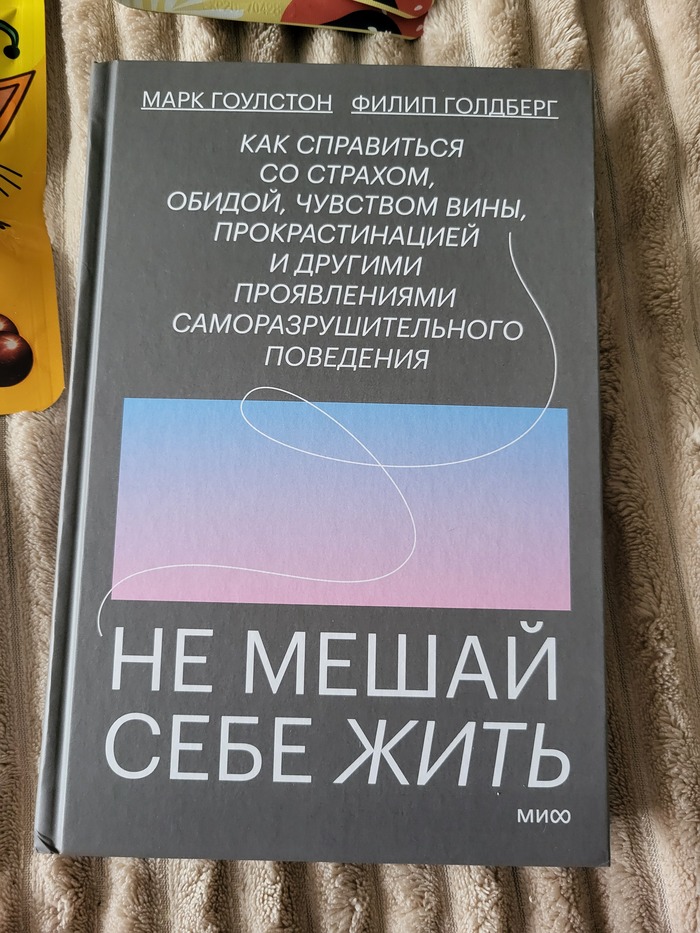 МАРК ГОУЛСТОН ФИЛИП ГОЛДБЕРГ
КАК СПРАВИТЬСЯ
СО СТРАХОМ,
ОБИДОЙ, ЧУВСТВОМ ВИНЫ,
ПРОКРАСТИНАЦИЕЙ
И ДРУГИМИ
ПРОЯВЛЕНИЯМИ
САМОРАЗРУШИТЕЛЬНОГО
ПОВЕДЕНИЯ
НЕ МЕШАЙ
СЕБЕ ЖИТЬ
МИФ